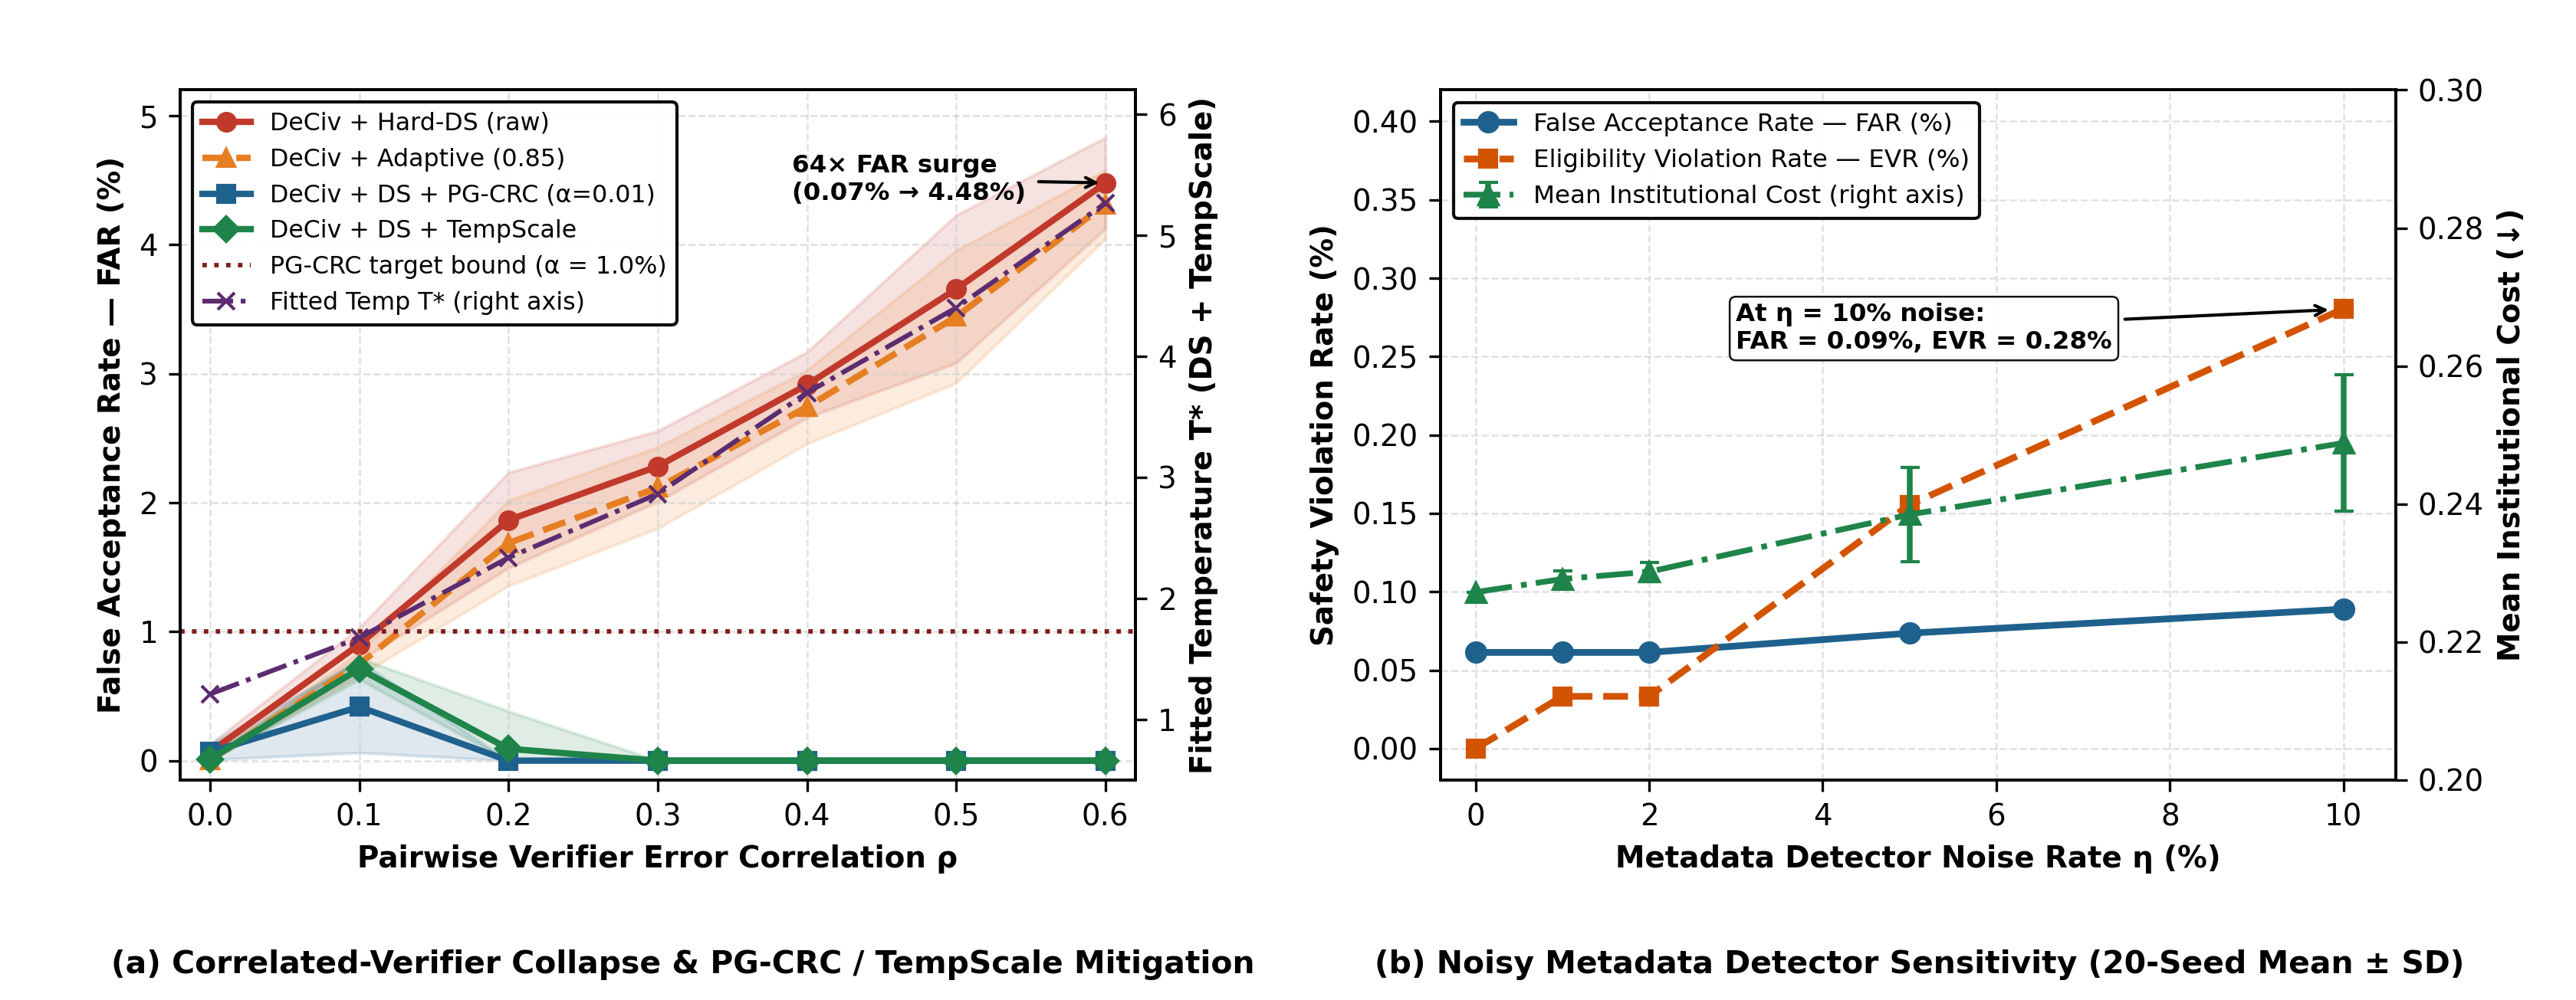 False Acceptance Rate — FAR (%)
5
4
3
2
1
0
DeCiv + Hard-DS (raw)
DeCiv + Adaptive (0.85)
DeCiv + DS + PG-CRC (α=0.01)
DeCiv + DS + TempScale
PG-CRC target bound (α = 1.0%)
Fitted Temp T* (right axis)
64× FAR surge
(0.07% → 4.48%)
6
5
4
3
2
1
Fitted Temperature T* (DS + TempScale)
0.0 0.1 0.2 0.3 0.4 0.5 0.6
Pairwise Verifier Error Correlation ρ
(a) Correlated-Verifier Collapse & PG-CRC / TempScale Mitigation
Safety Violation Rate (%)
0.40
0.35
0.30
0.25
0.20
0.15
0.10
0.05
0.00
False Acceptance Rate — FAR (%)
Eligibility Violation Rate — EVR (%)
Mean Institutional Cost (right axis)
At η = 10% noise:
FAR = 0.09%, EVR = 0.28%
0.30
0.28
0.26
0.24
0.22
0.20
Mean Institutional Cost (↓)
0 2 4 6 8 10
Metadata Detector Noise Rate η (%)
(b) Noisy Metadata Detector Sensitivity (20-Seed Mean ± SD)